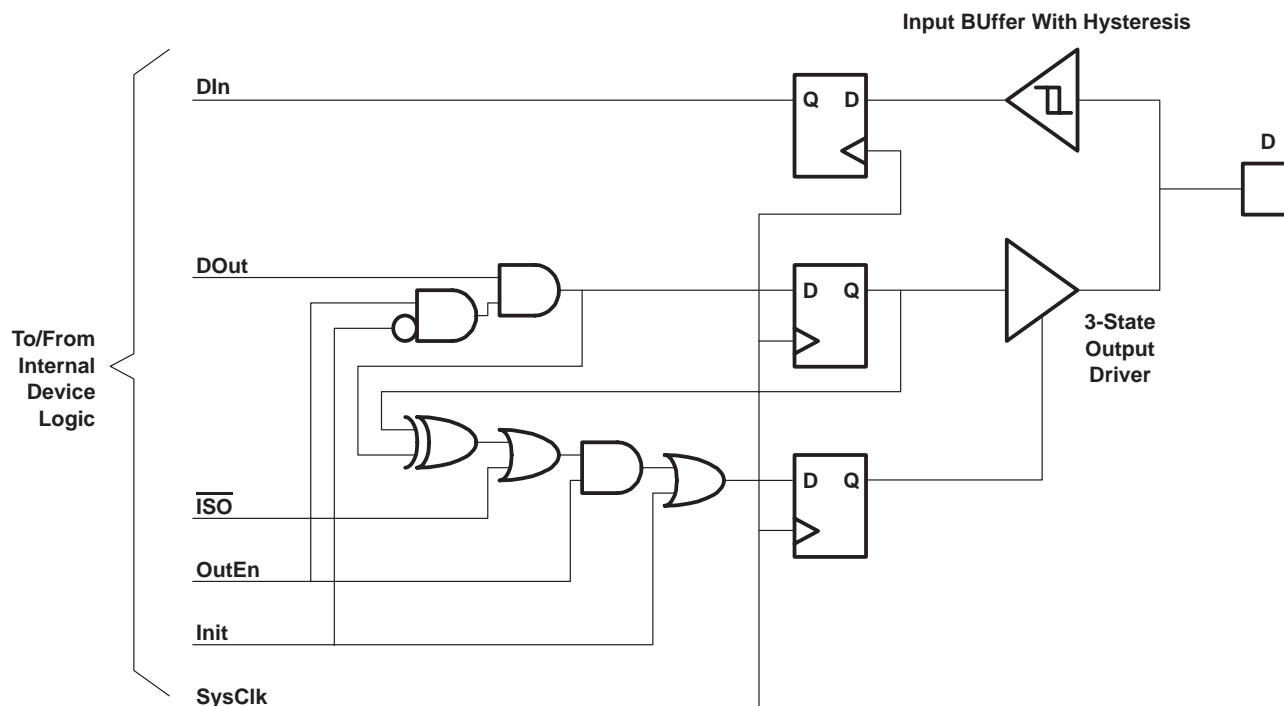 Input BUffer With Hysteresis
DIn
Q D
D
DOut
D Q
3-State
Output
Driver
To/From
Internal
Device
Logic
D Q
ISO
OutEn
Init
SysClk